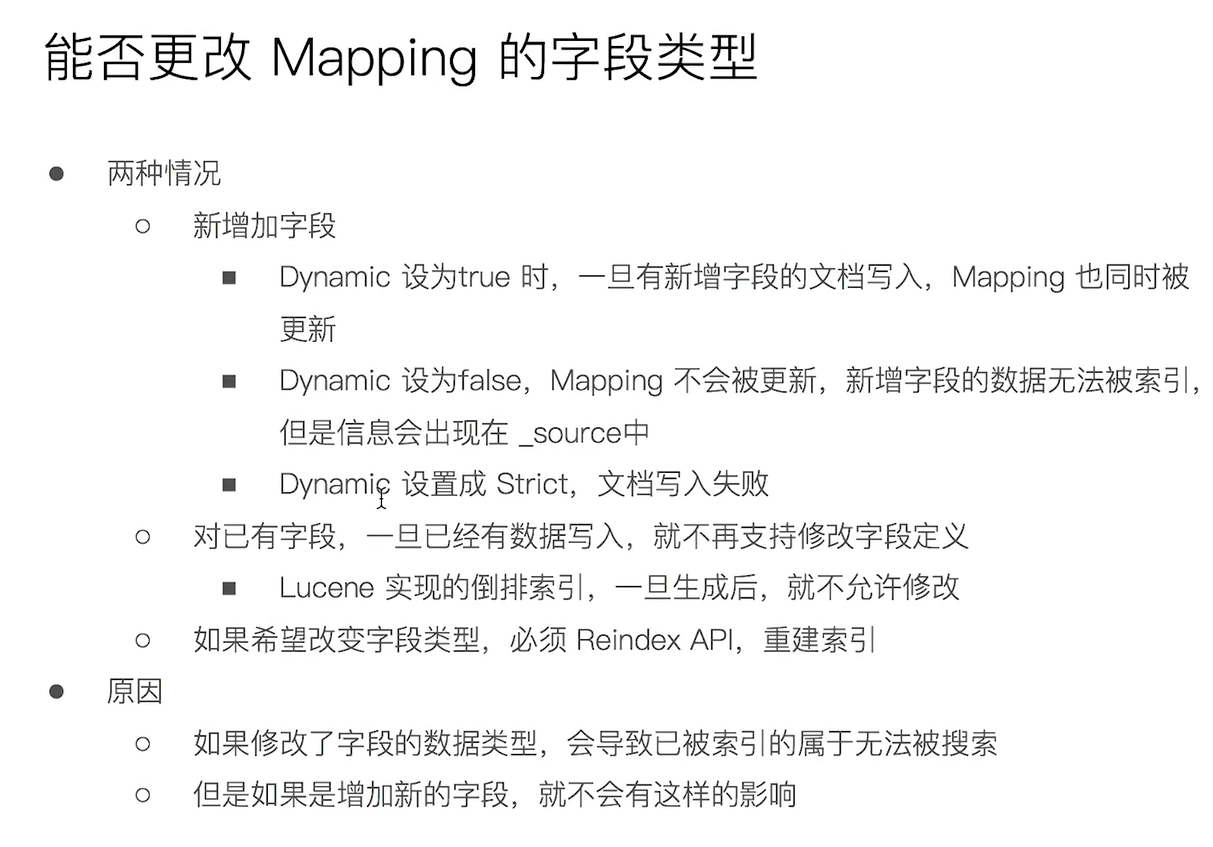 能否更改 Mapping 的字段类型
● 两种情况
○ 新增加字段
■ Dynamic 设为true 时，一旦有新增字段的文档写入，Mapping 也同时被
更新
■ Dynamic 设为false，Mapping 不会被更新，新增字段的数据无法被索引，
但是信息会出现在 _source中
■ Dynamic 设置成 Strict，文档写入失败
○ 对已有字段，一旦已经有数据写入，就不再支持修改字段定义
■ Lucene 实现的倒排索引，一旦生成后，就不允许修改
○ 如果希望改变字段类型，必须 Reindex API，重建索引
● 原因
○ 如果修改了字段的数据类型，会导致已被索引的属于无法被搜索
○ 但是如果是增加新的字段，就不会有这样的影响